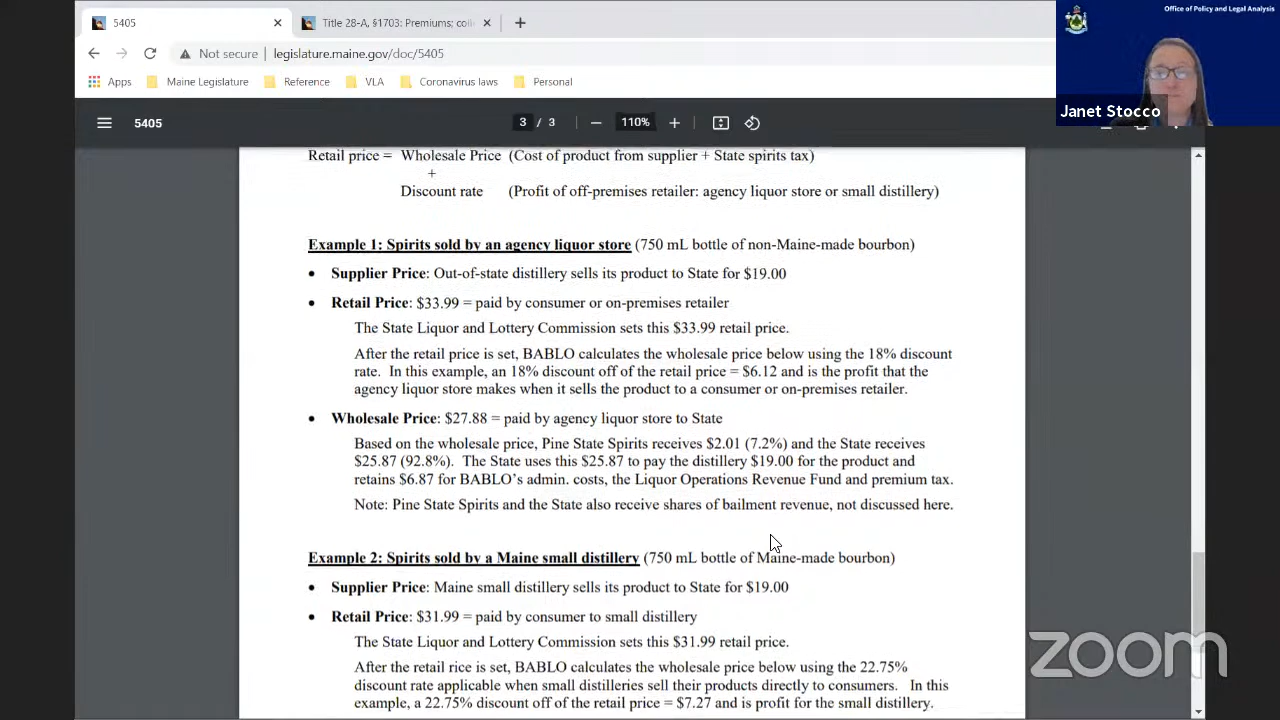 5405
Title 28-A, §1703: Premiums; coll
Office of Policy and Legal Analysis
Not secure | legislature.maine.gov/doc/5405
Apps Maine Legislature Reference VLA Coronavirus laws Personal
Janet Stocco
5405
3 / 3 110%
Retail price = Wholesale Price (Cost of product from supplier + State spirits tax)
+
Discount rate (Profit of off-premises retailer: agency liquor store or small distillery)
Example 1: Spirits sold by an agency liquor store (750 mL bottle of non-Maine-made bourbon)
• Supplier Price: Out-of-state distillery sells its product to State for $19.00
• Retail Price: $33.99 = paid by consumer or on-premises retailer
The State Liquor and Lottery Commission sets this $33.99 retail price.
After the retail price is set, BABLO calculates the wholesale price below using the 18% discount
rate. In this example, an 18% discount off of the retail price = $6.12 and is the profit that the
agency liquor store makes when it sells the product to a consumer or on-premises retailer.
• Wholesale Price: $27.88 = paid by agency liquor store to State
Based on the wholesale price, Pine State Spirits receives $2.01 (7.2%) and the State receives
$25.87 (92.8%). The State uses this $25.87 to pay the distillery $19.00 for the product and
retains $6.87 for BABLO's admin. costs, the Liquor Operations Revenue Fund and premium tax.
Note: Pine State Spirits and the State also receive shares of bailment revenue, not discussed here.
Example 2: Spirits sold by a Maine small distillery (750 mL bottle of Maine-made bourbon)
• Supplier Price: Maine small distillery sells its product to State for $19.00
• Retail Price: $31.99 = paid by consumer to small distillery
The State Liquor and Lottery Commission sets this $31.99 retail price.
After the retail rice is set, BABLO calculates the wholesale price below using the 22.75%
discount rate applicable when small distilleries sell their products directly to consumers. In this
example, a 22.75% discount off of the retail price = $7.27 and is profit for the small distillery.
zoom